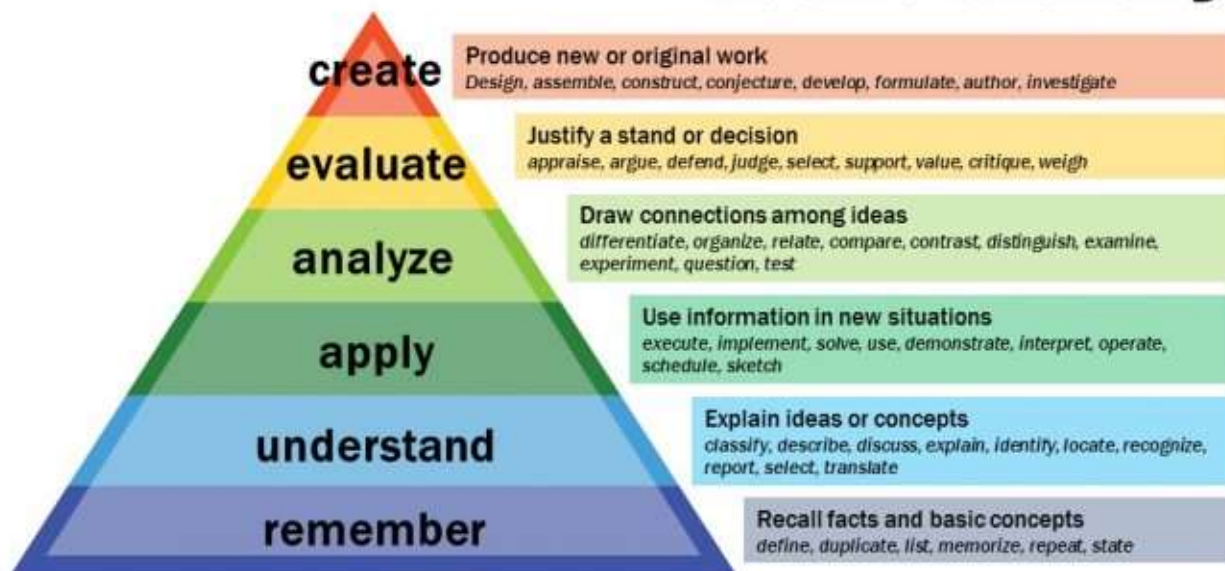 create
Produce new or original work
Design, assemble, construct, conjecture, develop, formulate, author, investigate
evaluate
Justify a stand or decision
appraise, argue, defend, judge, select, support, value, critique, weigh
analyze
Draw connections among ideas
differentiate, organize, relate, compare, contrast, distinguish, examine,
experiment, question, test
apply
Use information in new situations
execute, implement, solve, use, demonstrate, interpret, operate,
schedule, sketch
understand
Explain ideas or concepts
classify, describe, discuss, explain, identify, locate, recognize,
report, select, translate
remember
Recall facts and basic concepts
define, duplicate, list, memorize, repeat, state